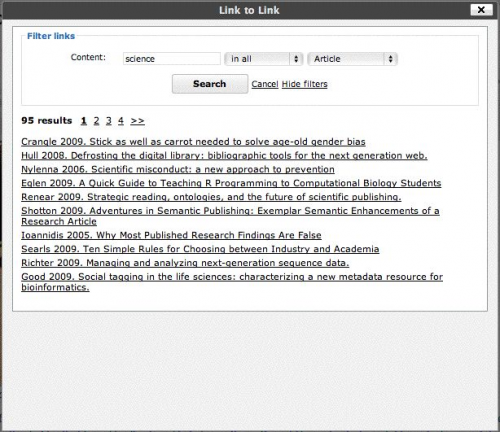 Link to Link
Filter links
Content: science in all Article
Search Cancel Hide filters
95 results 1 2 3 4 >>
Crangle 2009. Stick as well as carrot needed to solve age-old gender bias
Hull 2008. Defrosting the digital library: bibliographic tools for the next generation web.
Nylenna 2006. Scientific misconduct: a new approach to prevention
Eglen 2009. A Quick Guide to Teaching R Programming to Computational Biology Students
Renear 2009. Strategic reading, ontologies, and the future of scientific publishing.
Shotton 2009. Adventures in Semantic Publishing: Exemplar Semantic Enhancements of a
Research Article
Ioannidis 2005. Why Most Published Research Findings Are False
Searls 2009. Ten Simple Rules for Choosing between Industry and Academia
Richter 2009. Managing and analyzing next-generation sequence data.
Good 2009. Social tagging in the life sciences: characterizing a new metadata resource for
bioinformatics.